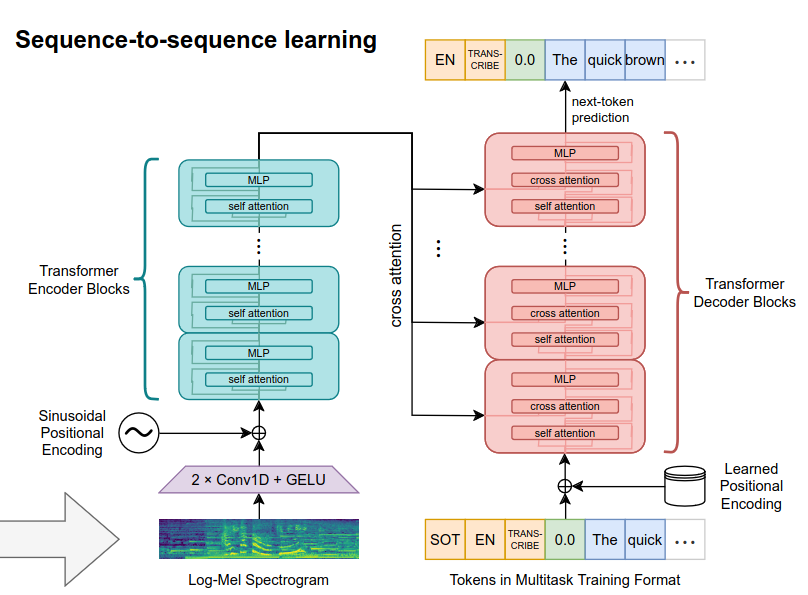 Sequence-to-sequence learning
EN TRANS-CRIBE 0.0 The quick brown ...
next-token
prediction
MLP
cross attention
self attention
MLP
self attention
...
...
...
cross attention
Transformer
Encoder Blocks
MLP
self attention
MLP
self attention
MLP
cross attention
self attention
MLP
cross attention
self attention
Transformer
Decoder Blocks
Sinusoidal
Positional
Encoding
2 × Conv1D + GELU
Learned
Positional
Encoding
SOT EN TRANS-CRIBE 0.0 The quick ...
Log-Mel Spectrogram
Tokens in Multitask Training Format